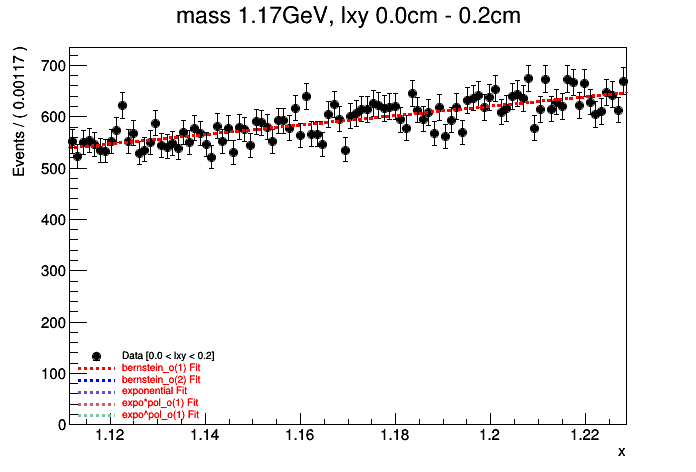 mass 1.17GeV, lxy 0.0cm - 0.2cm
Events / ( 0.00117 )
700
600
500
400
300
200
100
0
Data [0.0 < lxy < 0.2]
bernstein_o(1) Fit
bernstein_o(2) Fit
exponential Fit
expo*pol_o(1) Fit
expo^pol_o(1) Fit
1.12 1.14 1.16 1.18 1.2 1.22
x